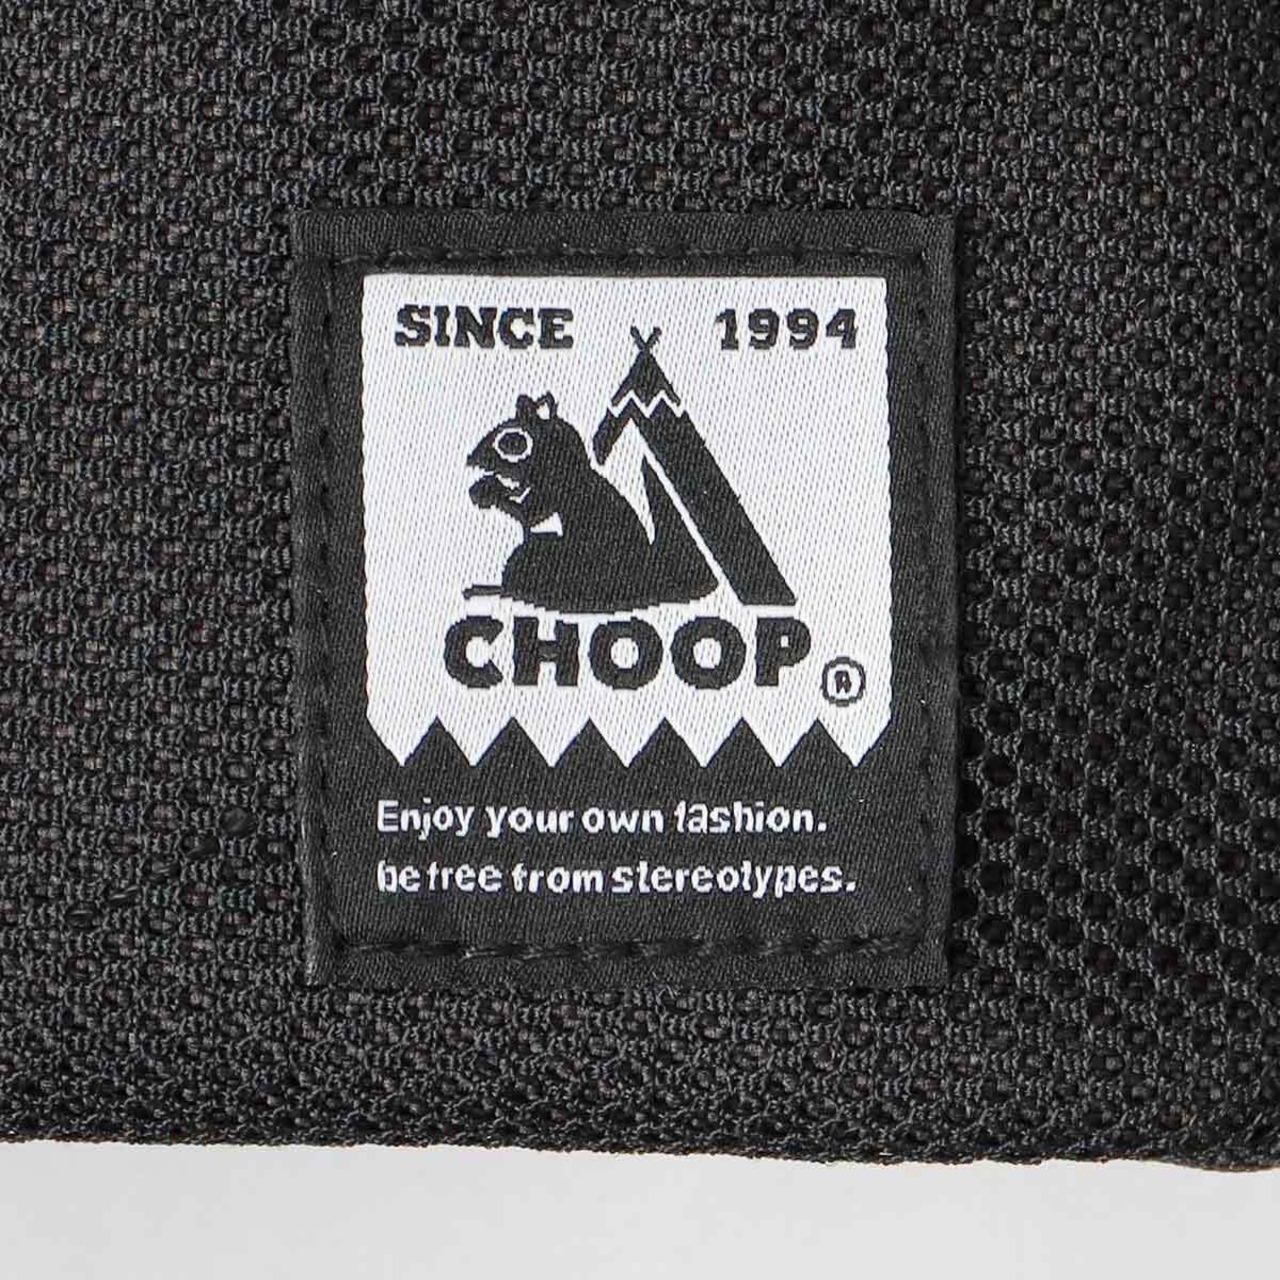 SINCE 1994
CHOOP®
Enjoy your own fashion.
be free from stereotypes.